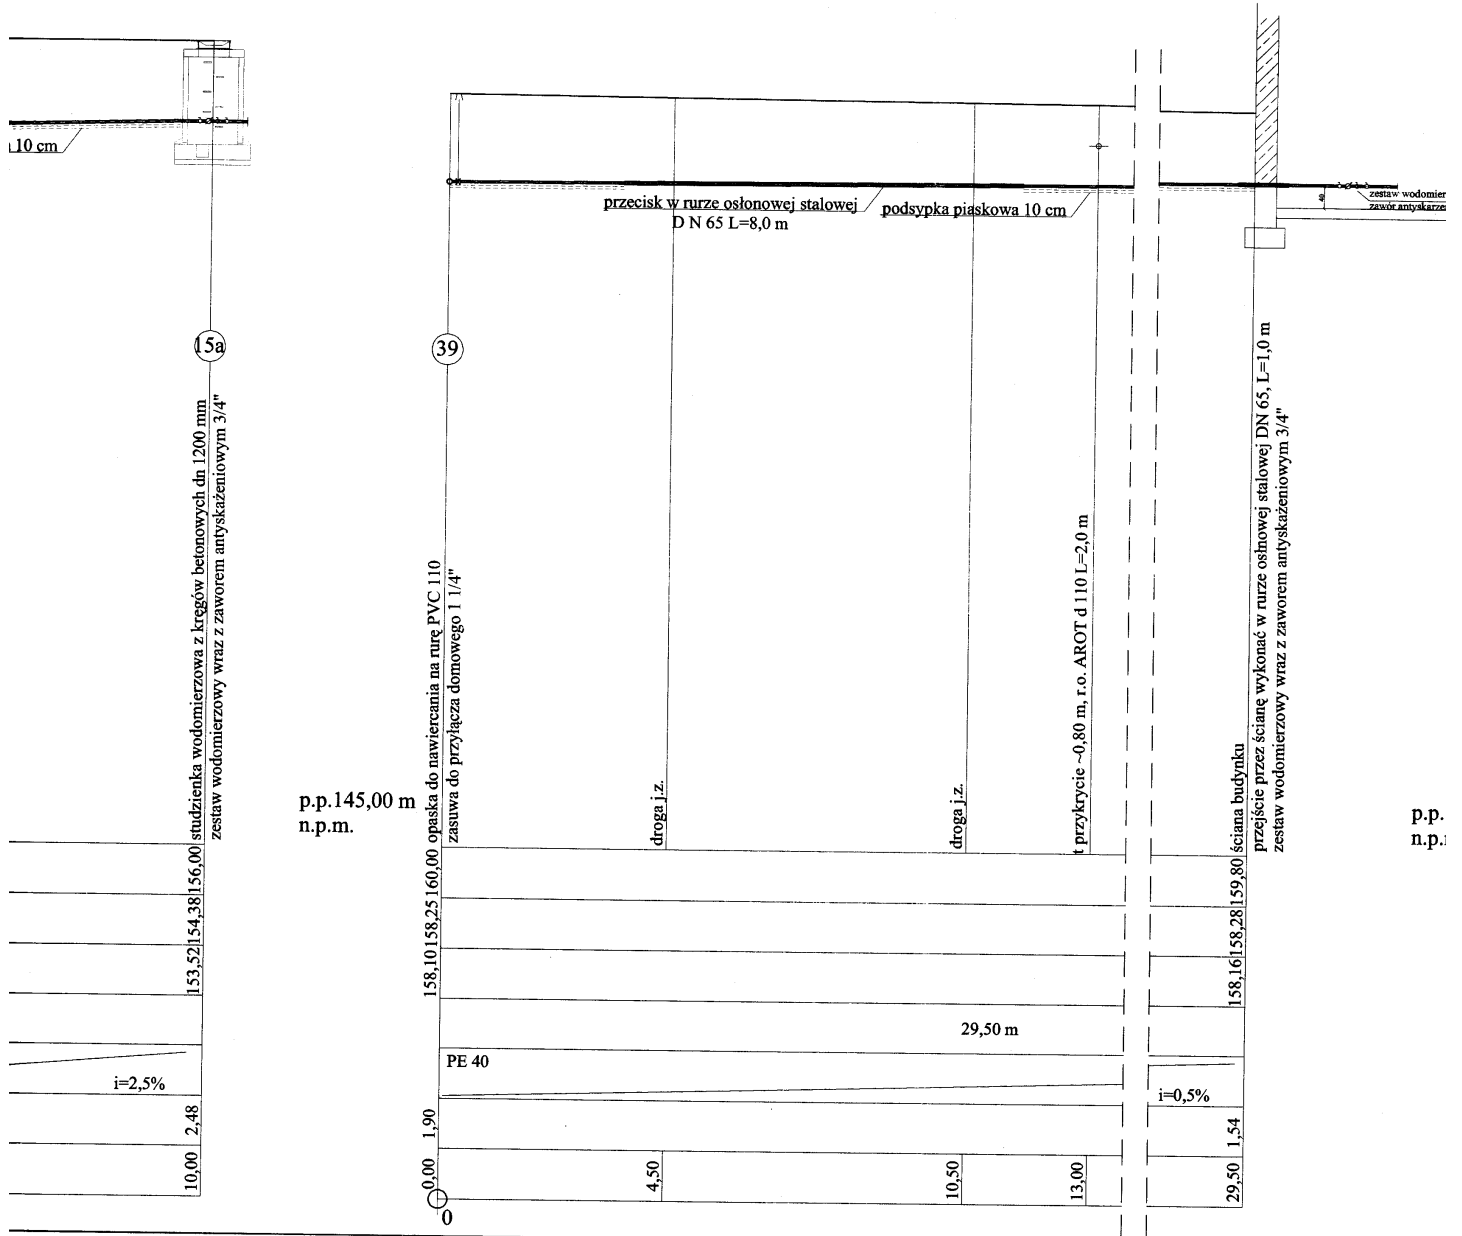 10 cm
przecisk w rurze osłonowej stalowej
D N 65 L=8,0 m
podsypka piaskowa 10 cm
40
15a
39
studzienka wodomierzowa z kręgów betonowych dn 1200 mm
zestaw wodomierzowy wraz z zaworem antyskażeniowym 3/4"
p.p.145,00 m
n.p.m.
opaska do nawiercania na rurę PVC 110
zasuwa do przyłącza domowego 1 1/4"
droga j.z.
droga j.z.
t przykrycie ~0,80 m, r.o. AROT d 110 L=2,0 m
ściana budynku
przejście przez ścianę wykonać w rurze osłnowej stalowej DN 65, L=1,0 m
zestaw wodomierzowy wraz z zaworem antyskażeniowym 3/4"
p.p.
156,00
154,38
153,52
160,00
158,25
158,10
159,80
158,28
158,16
29,50 m
PE 40
i=2,5%
i=0,5%
2,48
1,90
1,54
10,00
0,00
4,50
10,50
13,00
29,50
0